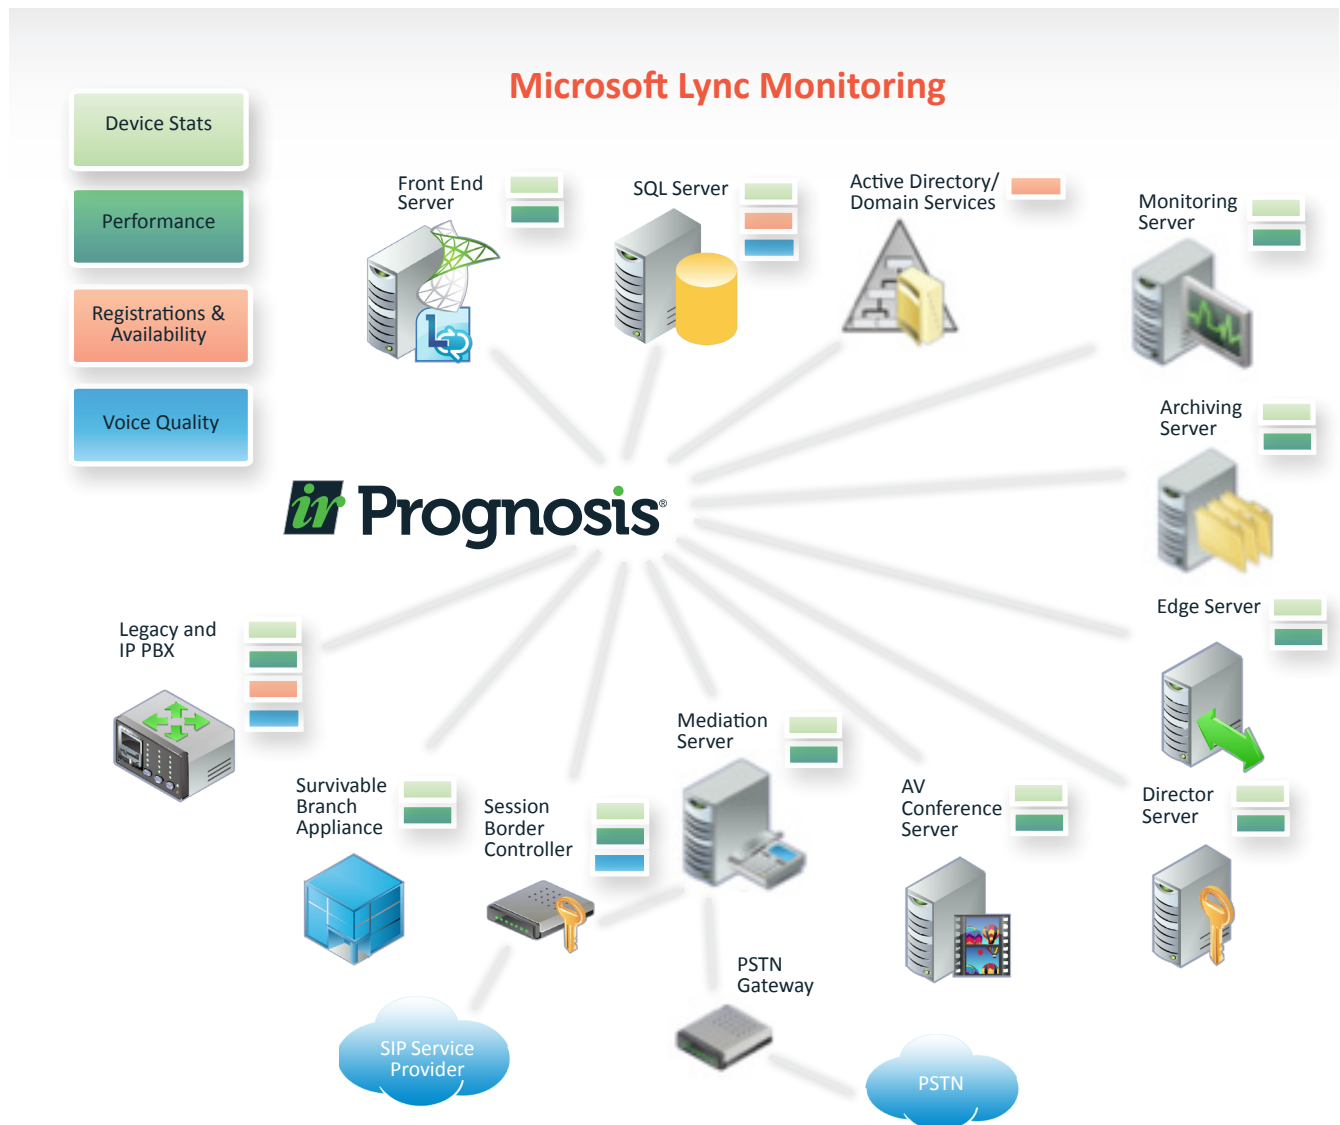 Microsoft Lync Monitoring
Device Stats
Performance
Registrations &
Availability
Voice Quality
Front End
Server
SQL Server
Active Directory/
Domain Services
Monitoring
Server
Archiving
Server
ir Prognosis®
Edge Server
Legacy and
IP PBX
Mediation
Server
Survivable
Branch
Appliance
Session
Border
Controller
AV
Conference
Server
Director
Server
PSTN
Gateway
SIP Service
Provider
PSTN